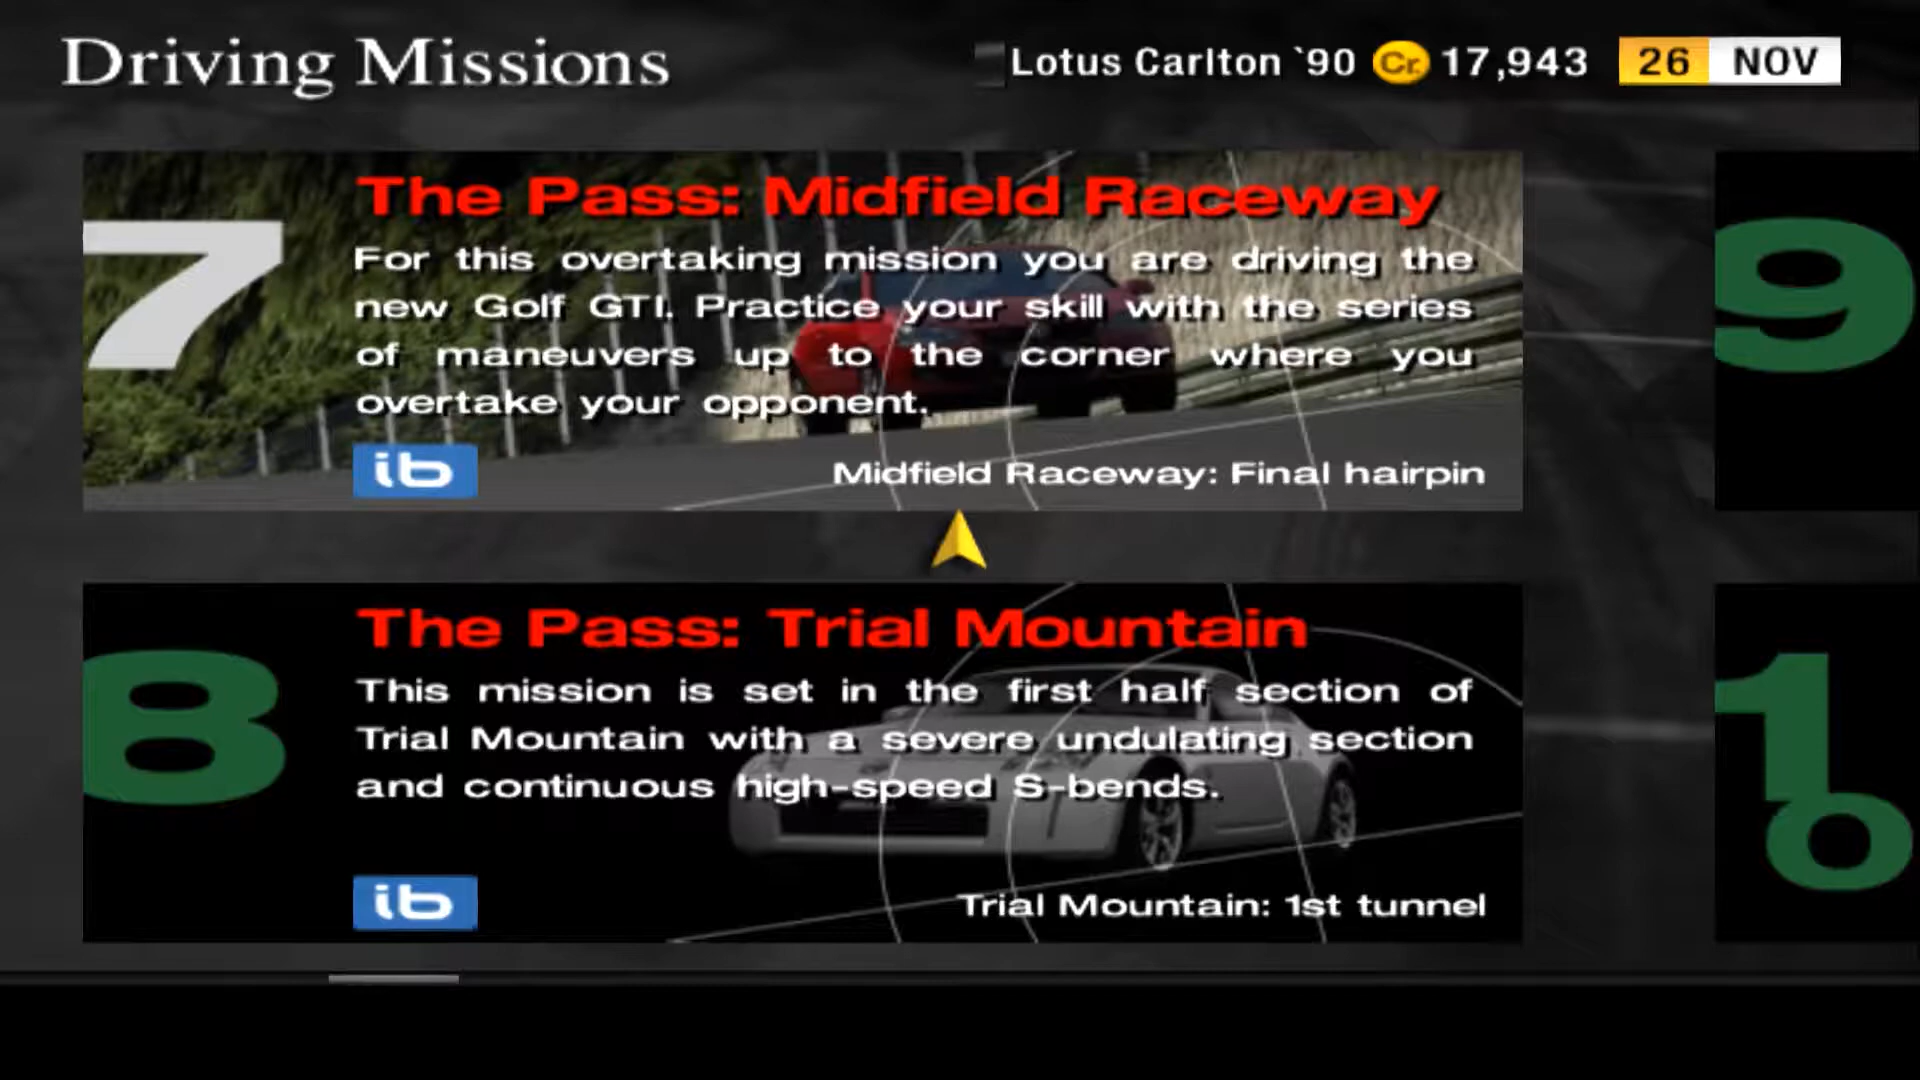 Driving Missions
Lotus Carlton `90 Cr. 17,943 26 NOV
7
The Pass: Midfield Raceway
For this overtaking mission you are driving the
new Golf GTI. Practice your skill with the series
of maneuvers up to the corner where you
overtake your opponent.
ib
Midfield Raceway: Final hairpin
8
The Pass: Trial Mountain
This mission is set in the first half section of
Trial Mountain with a severe undulating section
and continuous high-speed S-bends.
ib
Trial Mountain: 1st tunnel
9
10